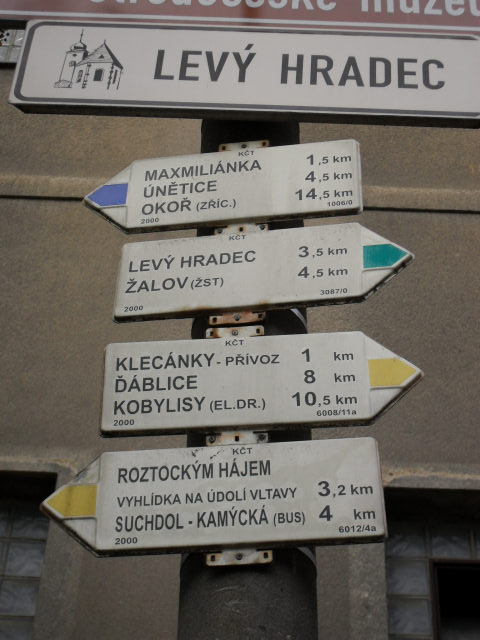 Středočeské muzeum
LEVÝ HRADEC
KČT
MAXMILIÁNKA 1,5 KM
ÚNĚTICE 4,5 KM
OKOŘ (ZŘÍC.) 14,5 KM
2000 1006/0
KČT
LEVÝ HRADEC 3,5 KM
ŽALOV (ŽST) 4,5 KM
2000 3087/0
KČT
KLECÁNKY - PŘÍVOZ 1 KM
ĎÁBLICE 8 KM
KOBYLISY (EL.DR.) 10,5 KM
2000 6008/11a
KČT
ROZTOCKÝM HÁJEM
VYHLÍDKA NA ÚDOLÍ VLTAVY 3,2 KM
SUCHDOL - KAMÝCKÁ (BUS) 4 KM
2000 6012/4a